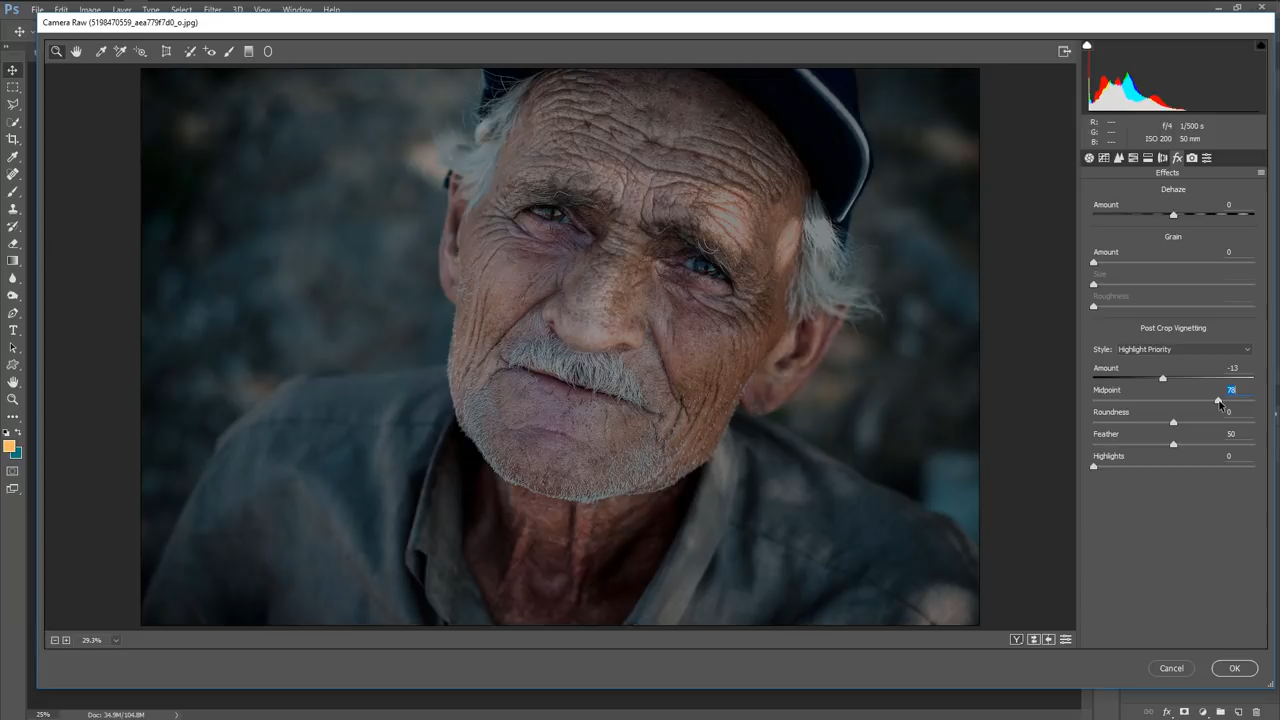 Ps File Edit Image Layer Type Select Filter 3D View Window Help
Camera Raw (5198470559_aea779f7d0_o.jpg)
R: ---
G: ---
B: ---
f/4 1/500 s
ISO 200 50 mm
fx
Effects
Dehaze
Amount 0
Grain
Amount 0
Size
Roughness
Post Crop Vignetting
Style: Highlight Priority
Amount -13
Midpoint 78
Roundness 0
Feather 50
Highlights 0
29.3%
Y
Cancel OK
25% Doc: 34.9M/104.8M
fx